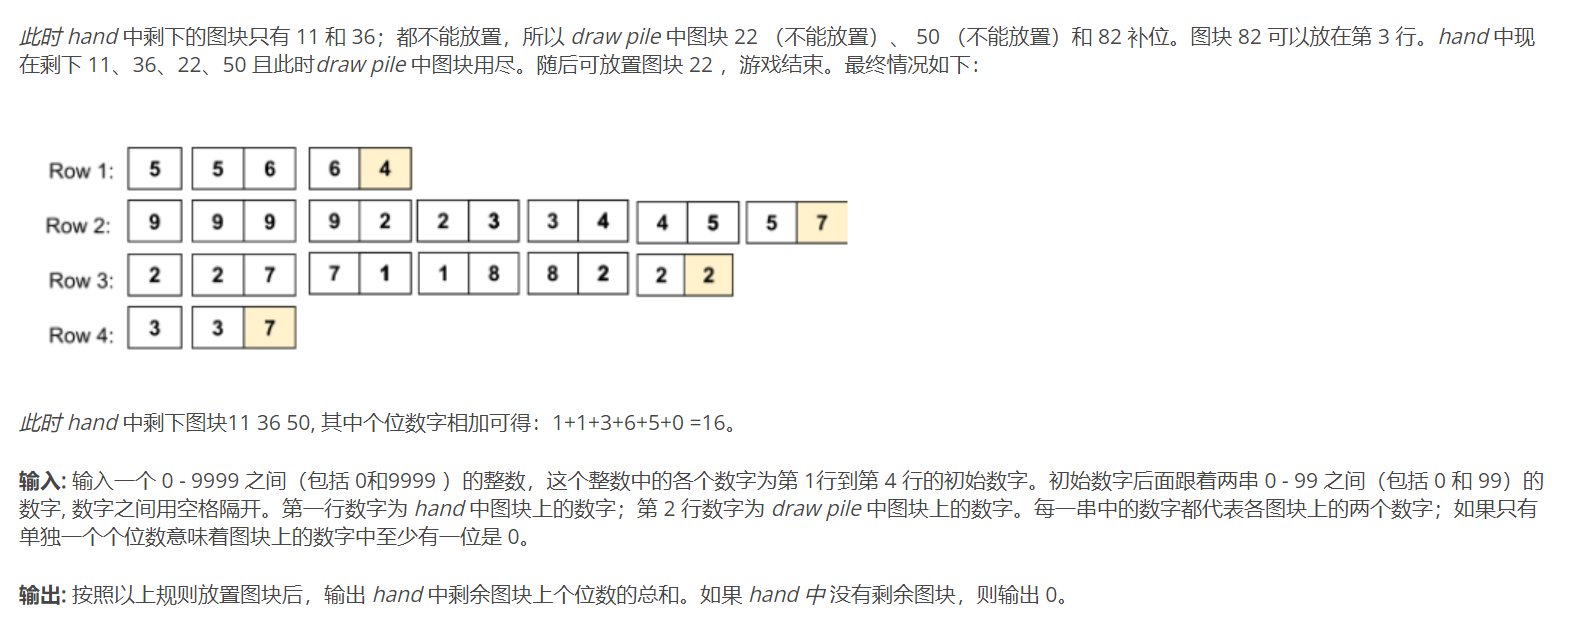 此时 hand 中剩下的图块只有 11 和 36；都不能放置，所以 draw pile 中图块 22 （不能放置）、 50 （不能放置）和 82 补位。图块 82 可以放在第 3 行。hand 中现
在剩下 11、36、22、50 且此时draw pile 中图块用尽。随后可放置图块 22 ，游戏结束。最终情况如下：
Row 1: 5 5 6 6 4
Row 2: 9 9 9 9 2 2 3 3 4 4 5 5 7
Row 3: 2 2 7 7 1 1 8 8 2 2 2
Row 4: 3 3 7
此时 hand 中剩下图块11 36 50, 其中个位数字相加可得：1+1+3+6+5+0 =16。
输入: 输入一个 0 - 9999 之间（包括 0和9999 ）的整数，这个整数中的各个数字为第 1行到第 4 行的初始数字。初始数字后面跟着两串 0 - 99 之间（包括 0 和 99）的
数字, 数字之间用空格隔开。第一行数字为 hand 中图块上的数字；第 2 行数字为 draw pile 中图块上的数字。每一串中的数字都代表各图块上的两个数字；如果只有
单独一个个位数意味着图块上的数字中至少有一位是 0。
输出: 按照以上规则放置图块后，输出 hand 中剩余图块上个位数的总和。如果 hand 中 没有剩余图块，则输出 0。